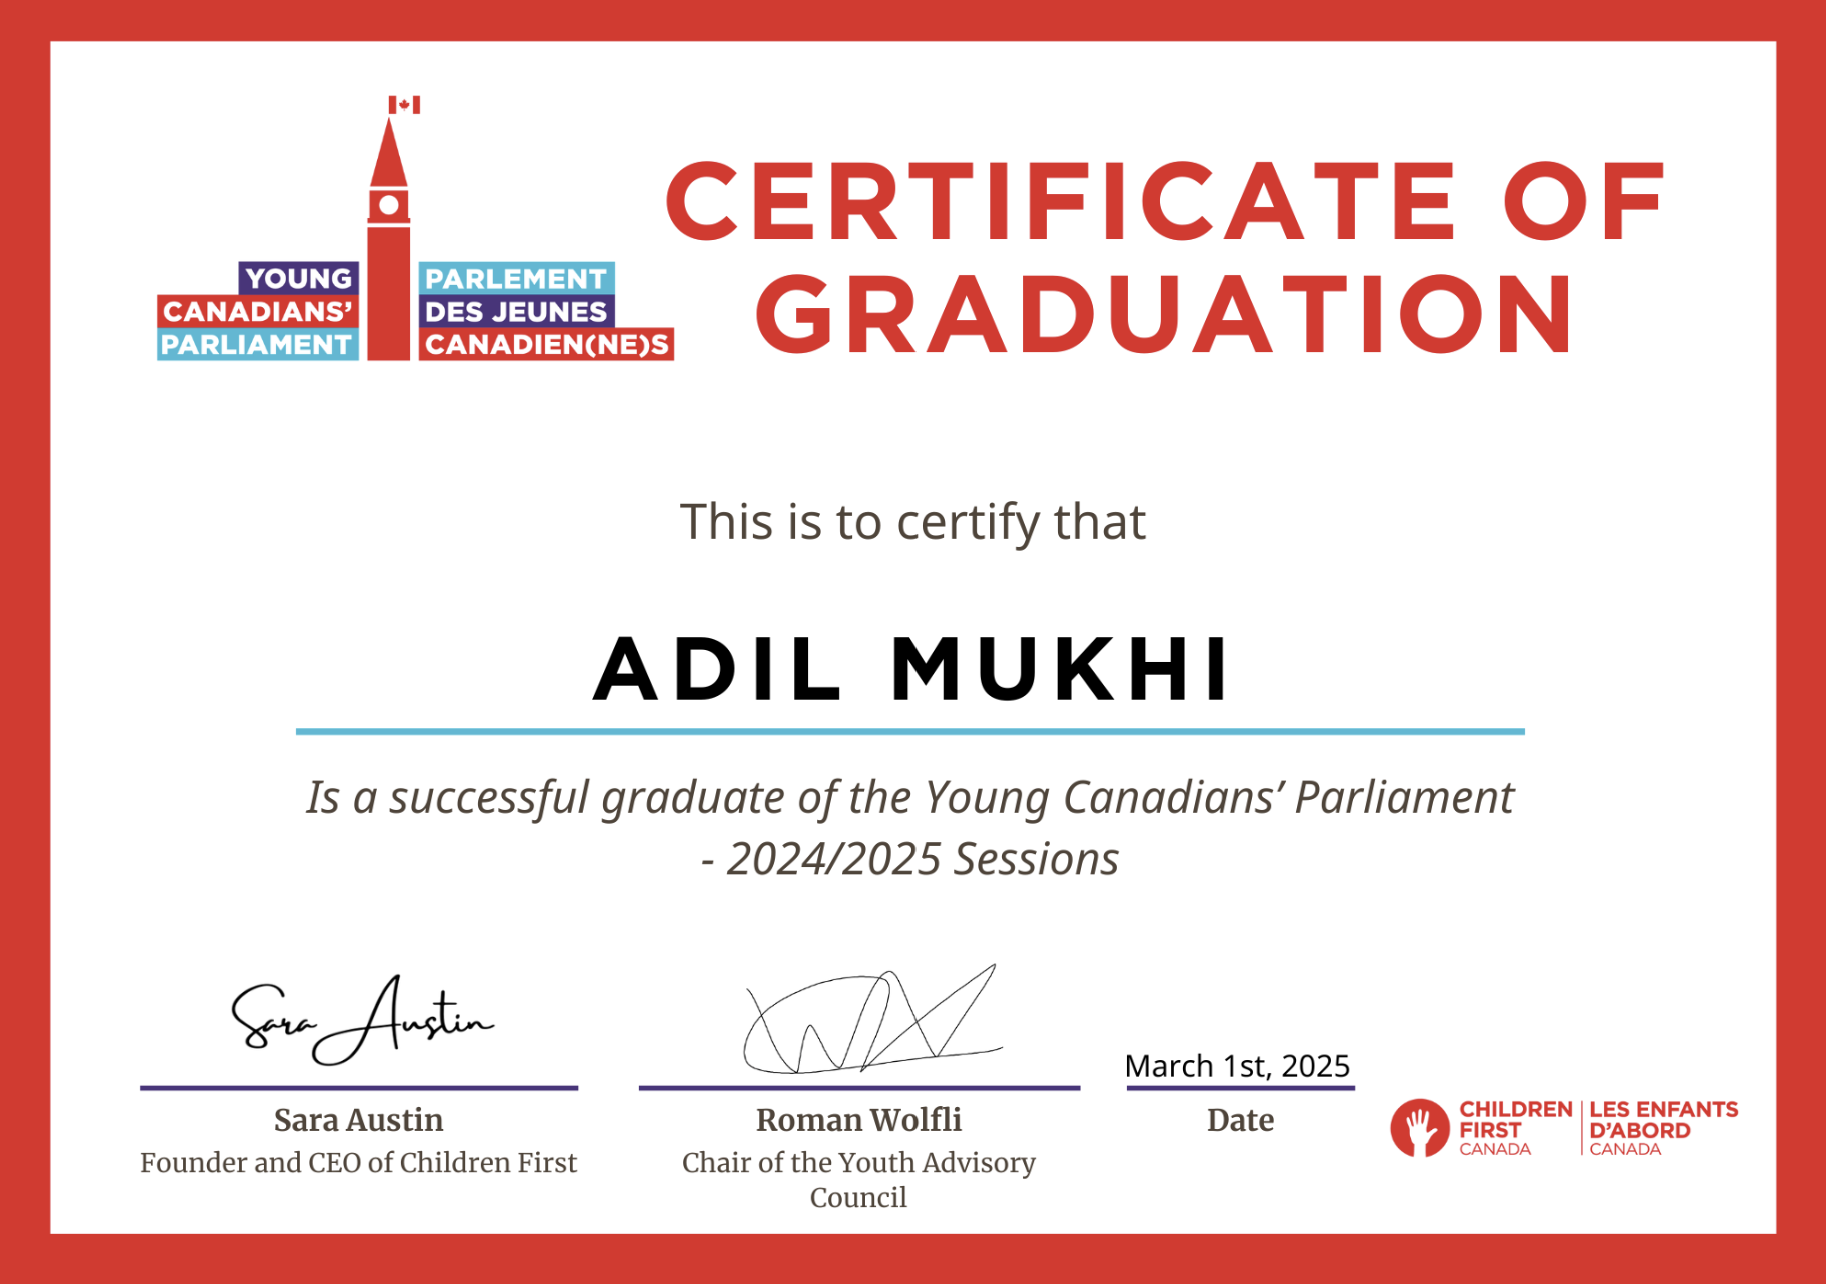 YOUNG
CANADIANS’
PARLIAMENT
PARLEMENT
DES JEUNES
CANADIEN(NE)S
CERTIFICATE OF
GRADUATION
This is to certify that
ADIL MUKHI
Is a successful graduate of the Young Canadians’ Parliament
- 2024/2025 Sessions
Sara Austin
Sara Austin
Founder and CEO of Children First
Roman Wolfli
Chair of the Youth Advisory
Council
March 1st, 2025
Date
CHILDREN
FIRST
CANADA
LES ENFANTS
D’ABORD
CANADA